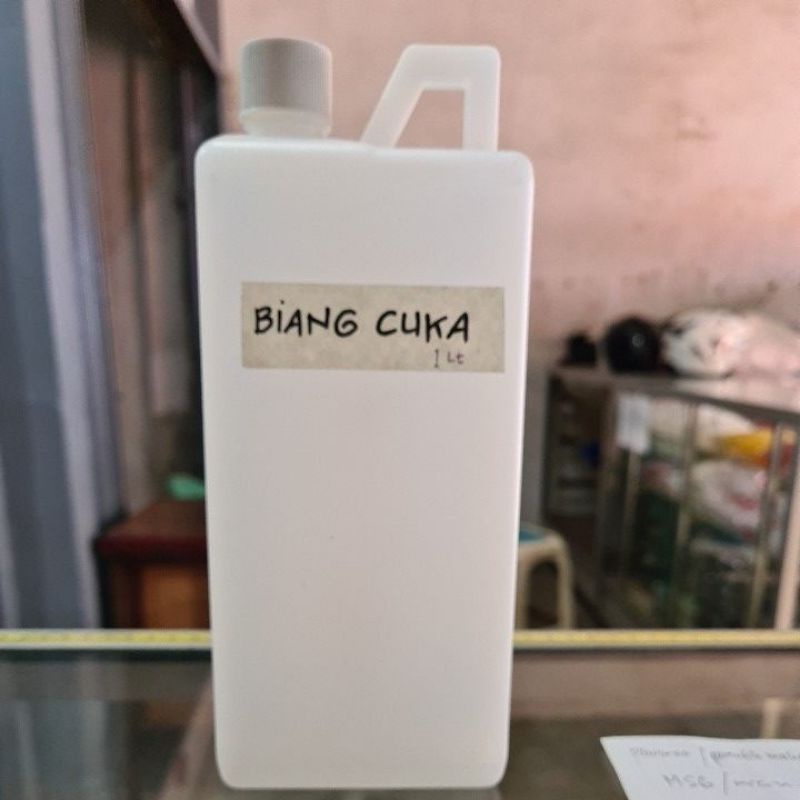 BiANG CUKA
1 Lt
MSG /